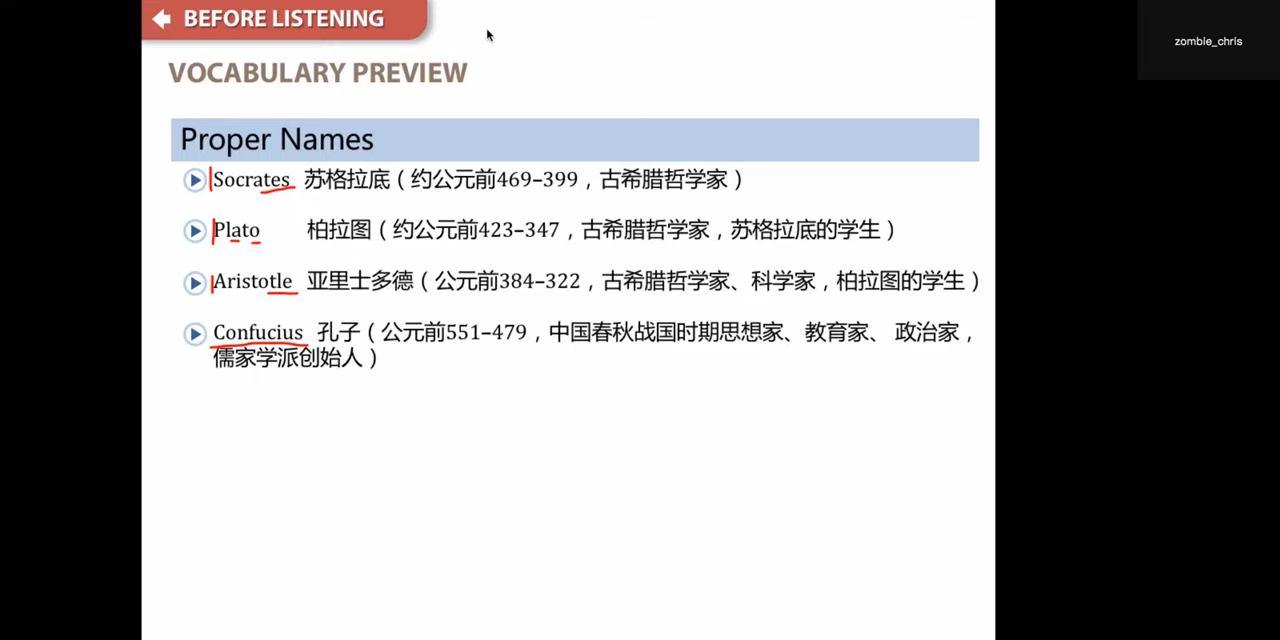 BEFORE LISTENING
zombie_chris
VOCABULARY PREVIEW
Proper Names
Socrates 苏格拉底（约公元前469–399，古希腊哲学家）
Plato 柏拉图（约公元前423–347，古希腊哲学家，苏格拉底的学生）
Aristotle 亚里士多德（公元前384–322，古希腊哲学家、科学家，柏拉图的学生）
Confucius 孔子（公元前551–479，中国春秋战国时期思想家、教育家、 政治家，
儒家学派创始人）